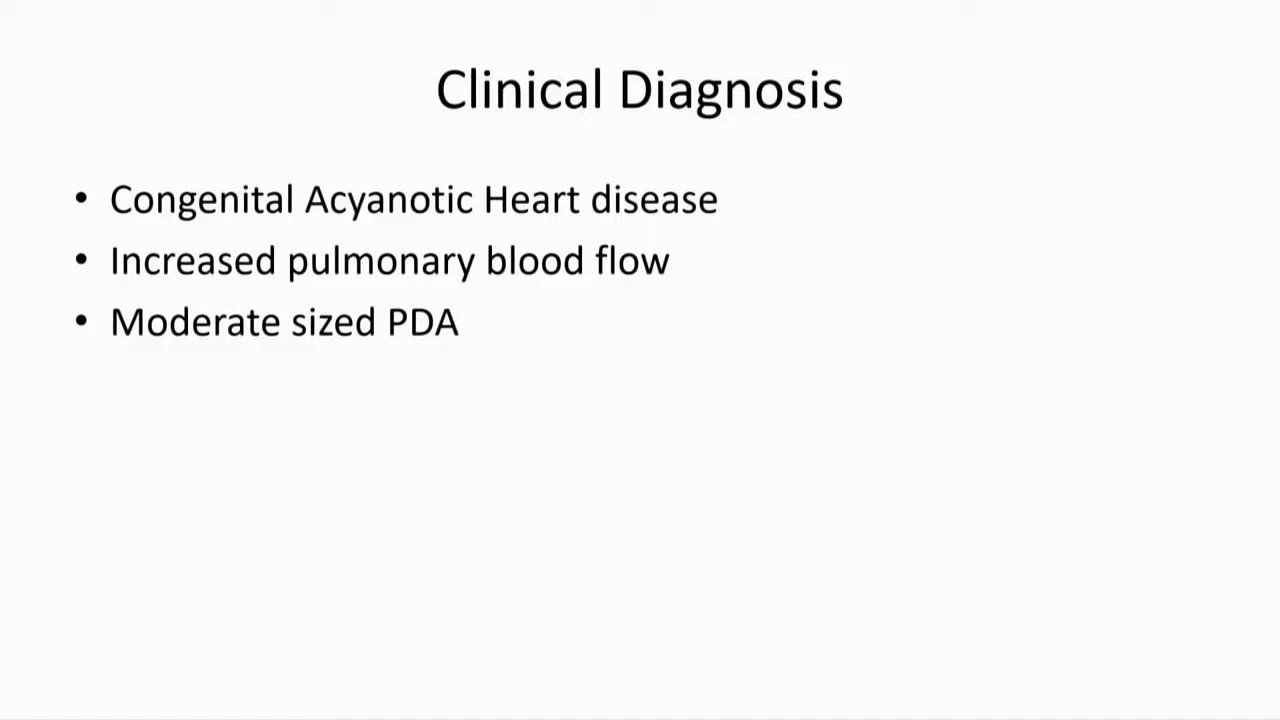 Clinical Diagnosis
• Congenital Acyanotic Heart disease
• Increased pulmonary blood flow
• Moderate sized PDA